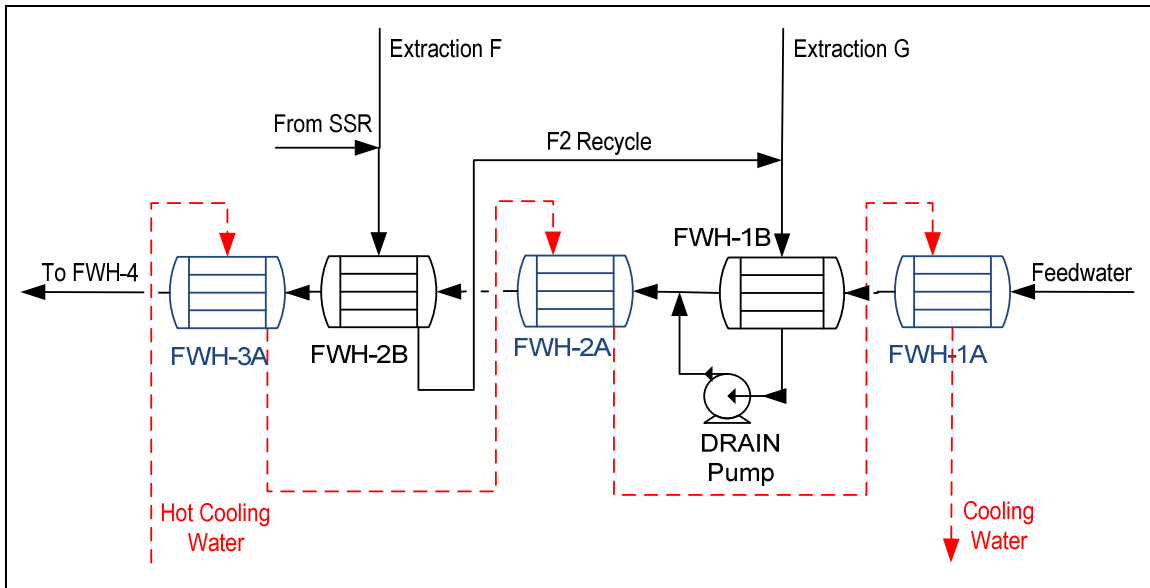 Extraction F
Extraction G
From SSR
F2 Recycle
FWH-1B
To FWH-4
Feedwater
FWH-3A
FWH-2B
FWH-2A
FWH-1A
DRAIN
Pump
Hot Cooling
Water
Cooling
Water